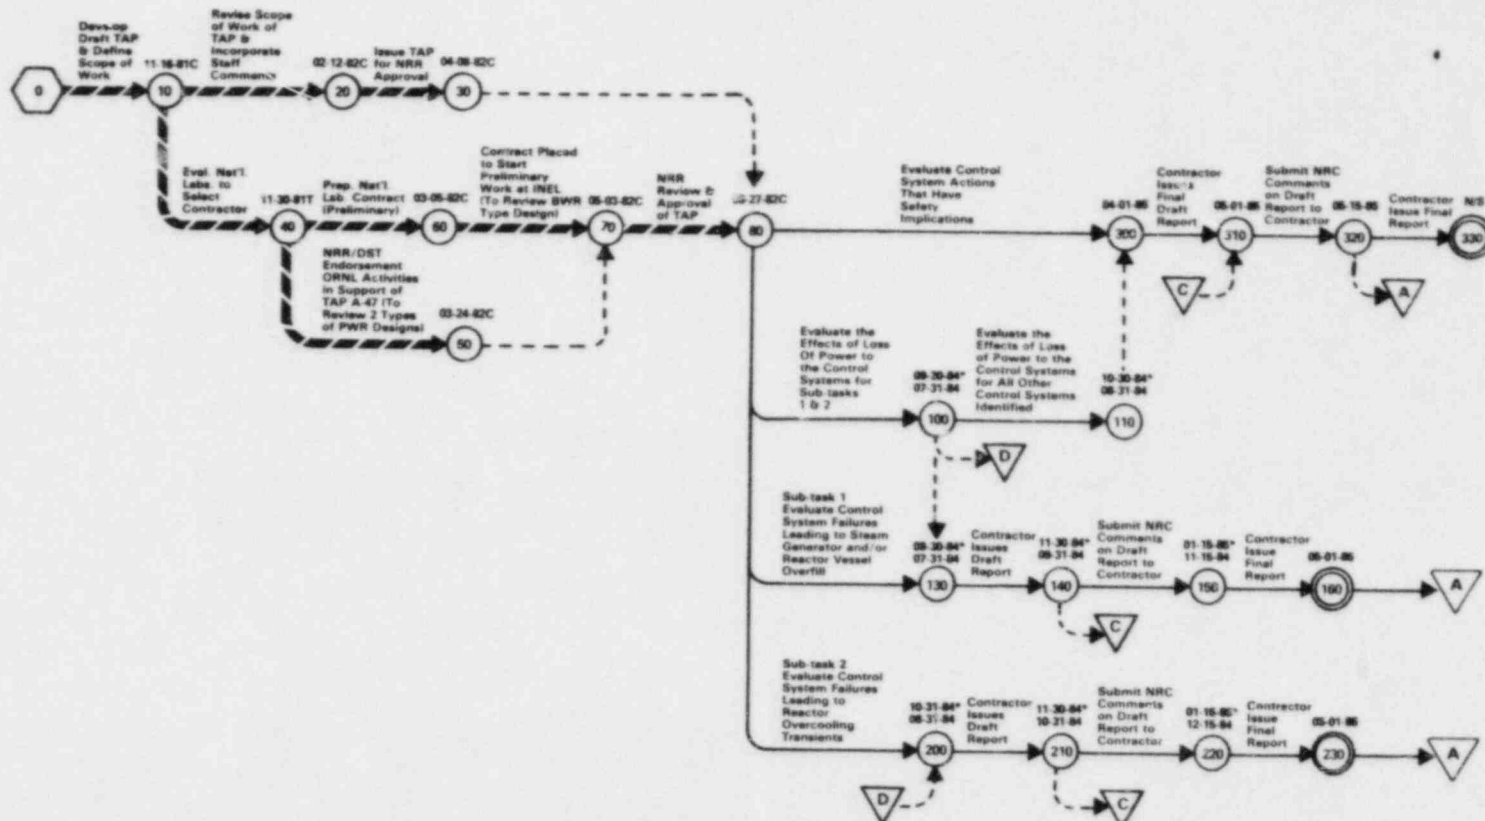 Develop
Draft TAP
& Define
Scope of
Work
0
11-16-81C
10
Revise Scope
of Work of
TAP &
Incorporate
Staff
Comments
02-12-82C
20
Issue TAP
for NRR
Approval
04-08-82C
30
Eval. Nat'l.
Labs. to
Select
Contractor
11-30-81T
40
Prep. Nat'l.
Lab. Contract
(Preliminary)
03-05-82C
60
Contract Placed
to Start
Preliminary
Work at INEL
(To Review BWR
Type Design)
05-03-82C
70
NRR
Review &
Approval
of TAP
-27-82C
80
NRR/DST
Endorsement
ORNL Activities
in Support of
TAP A-47 (To
Review 2 Types
of PWR Designs)
03-24-82C
50
Evaluate Control
System Actions
That Have
Safety
Implications
04-01-85
300
Contractor
Issues
Final
Draft
Report
05-01-85
310
Submit NRC
Comments
on Draft
Report to
Contractor
05-15-85
320
Contractor
Issue Final
Report
N/S
330
C
A
Evaluate the
Effects of Loss
Of Power to
the Control
Systems for
Sub-tasks
1 & 2
09-20-84*
07-31-84
100
Evaluate the
Effects of Loss
of Power to the
Control Systems
for All Other
Control Systems
Identified
10-30-84*
08-31-84
110
D
Sub-task 1
Evaluate Control
System Failures
Leading to Steam
Generator and/or
Reactor Vessel
Overfill
09-30-84*
07-31-84
130
Contractor
Issues
Draft
Report
11-30-84*
08-31-84
140
Submit NRC
Comments
on Draft
Report to
Contractor
01-15-85*
11-15-84
150
Contractor
Issue
Final
Report
05-01-85
160
A
C
Sub-task 2
Evaluate Control
System Failures
Leading to
Reactor
Overcooling
Transients
10-31-84*
08-31-84
200
Contractor
Issues
Draft
Report
11-30-84*
10-31-84
210
Submit NRC
Comments
on Draft
Report to
Contractor
01-15-85*
12-15-84
220
Contractor
Issue
Final
Report
05-01-85
230
A
D
C